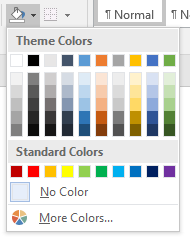 ¶ Normal
¶ N
Theme Colors
Standard Colors
No Color
More Colors...